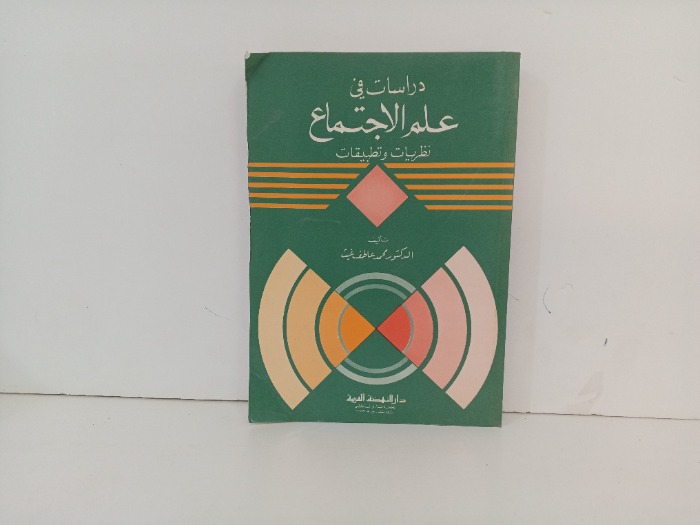 دراسات في
علم الاجتماع
نظريات وتطبيقات
تأليف
الدكتور محمد عاطف غيث
دار النهضة العربية